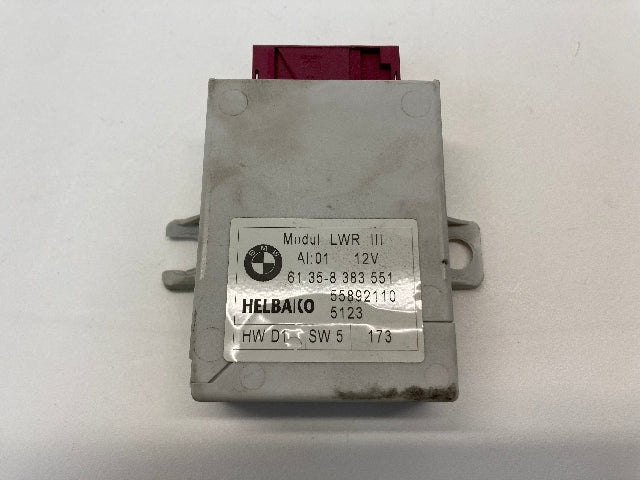 BMW
Modul LWR III
AI:01 12V
61.35-8 383 551
55892110
HELBAKO
5123
HW D1 SW 5 173